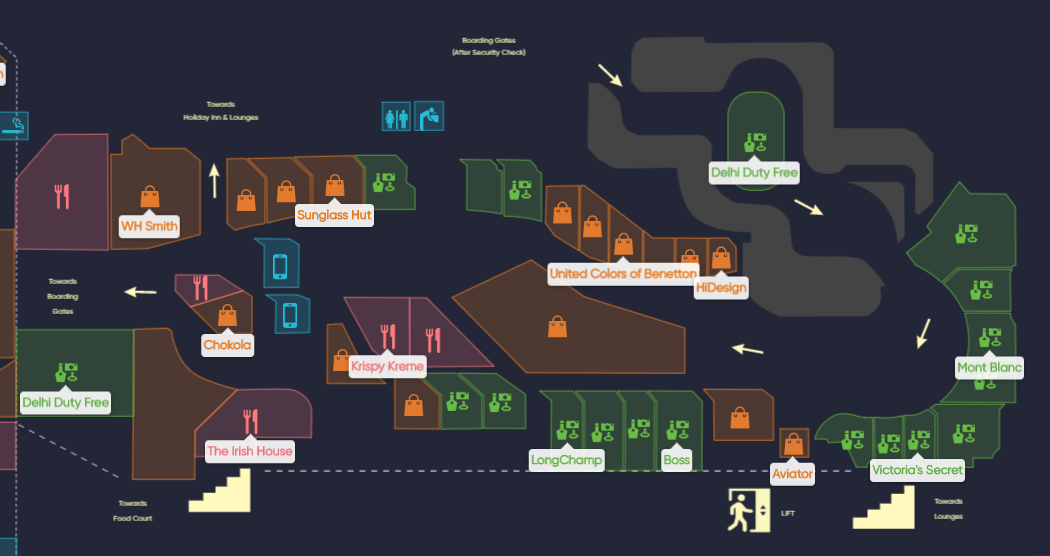 Boarding Gates
(After Security Check)
Towards
Holiday Inn & Lounges
Delhi Duty Free
WH Smith
Sunglass Hut
United Colors of Benetton
HiDesign
Towards
Boarding
Gates
Chokola
Krispy Kreme
Mont Blanc
Delhi Duty Free
The Irish House
LongChamp
Boss
Aviator
Victoria's Secret
Towards
Food Court
LIFT
Towards
Lounges